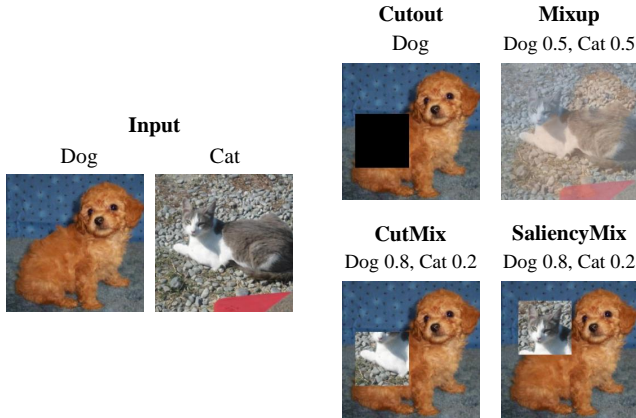 Input
Dog Cat
Cutout
Dog
Mixup
Dog 0.5, Cat 0.5
CutMix
Dog 0.8, Cat 0.2
SaliencyMix
Dog 0.8, Cat 0.2